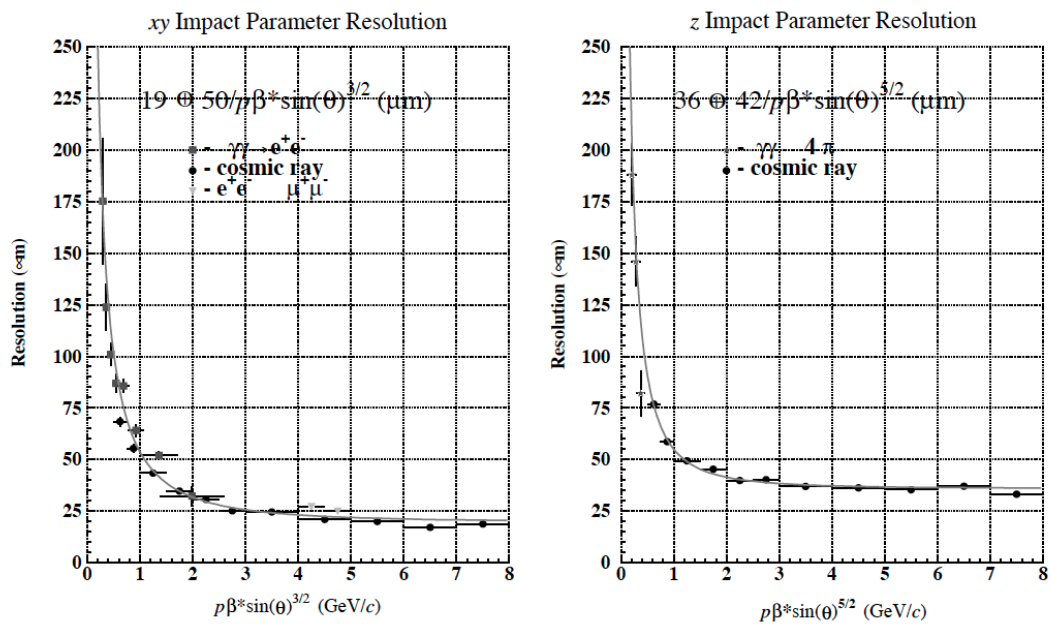 xy Impact Parameter Resolution
250
225
200
175
150
125
100
75
50
25
0
Resolution (∝m)
19 ⊕ 50/pβ*sin(θ)^3/2 (μm)
- γγ→e+e-
- cosmic ray
- e+e- μ+μ-
0 1 2 3 4 5 6 7 8
pβ*sin(θ)^3/2 (GeV/c)
z Impact Parameter Resolution
250
225
200
175
150
125
100
75
50
25
0
Resolution (∝m)
36 ⊕ 42/pβ*sin(θ)^5/2 (μm)
- γγ 4π
- cosmic ray
0 1 2 3 4 5 6 7 8
pβ*sin(θ)^5/2 (GeV/c)